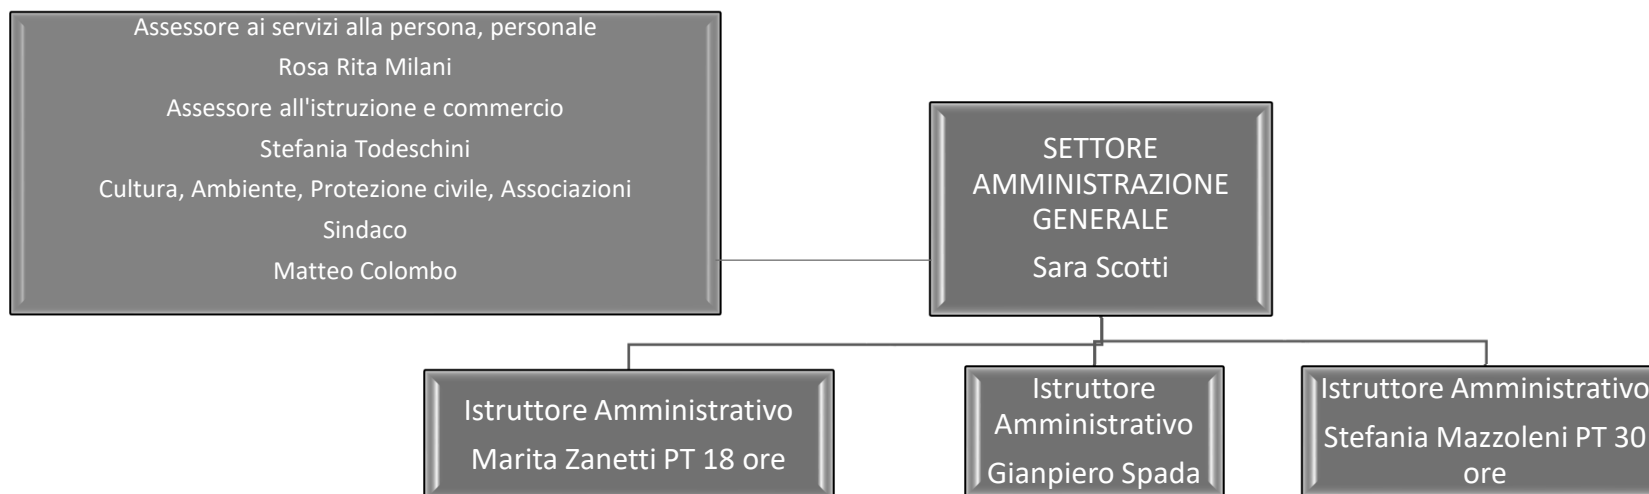 Assessore ai servizi alla persona, personale
Rosa Rita Milani
Assessore all'istruzione e commercio
Stefania Todeschini
Cultura, Ambiente, Protezione civile, Associazioni
Sindaco
Matteo Colombo
SETTORE
AMMINISTRAZIONE
GENERALE
Sara Scotti
Istruttore Amministrativo
Marita Zanetti PT 18 ore
Istruttore
Amministrativo
Gianpiero Spada
Istruttore Amministrativo
Stefania Mazzoleni PT 30
ore